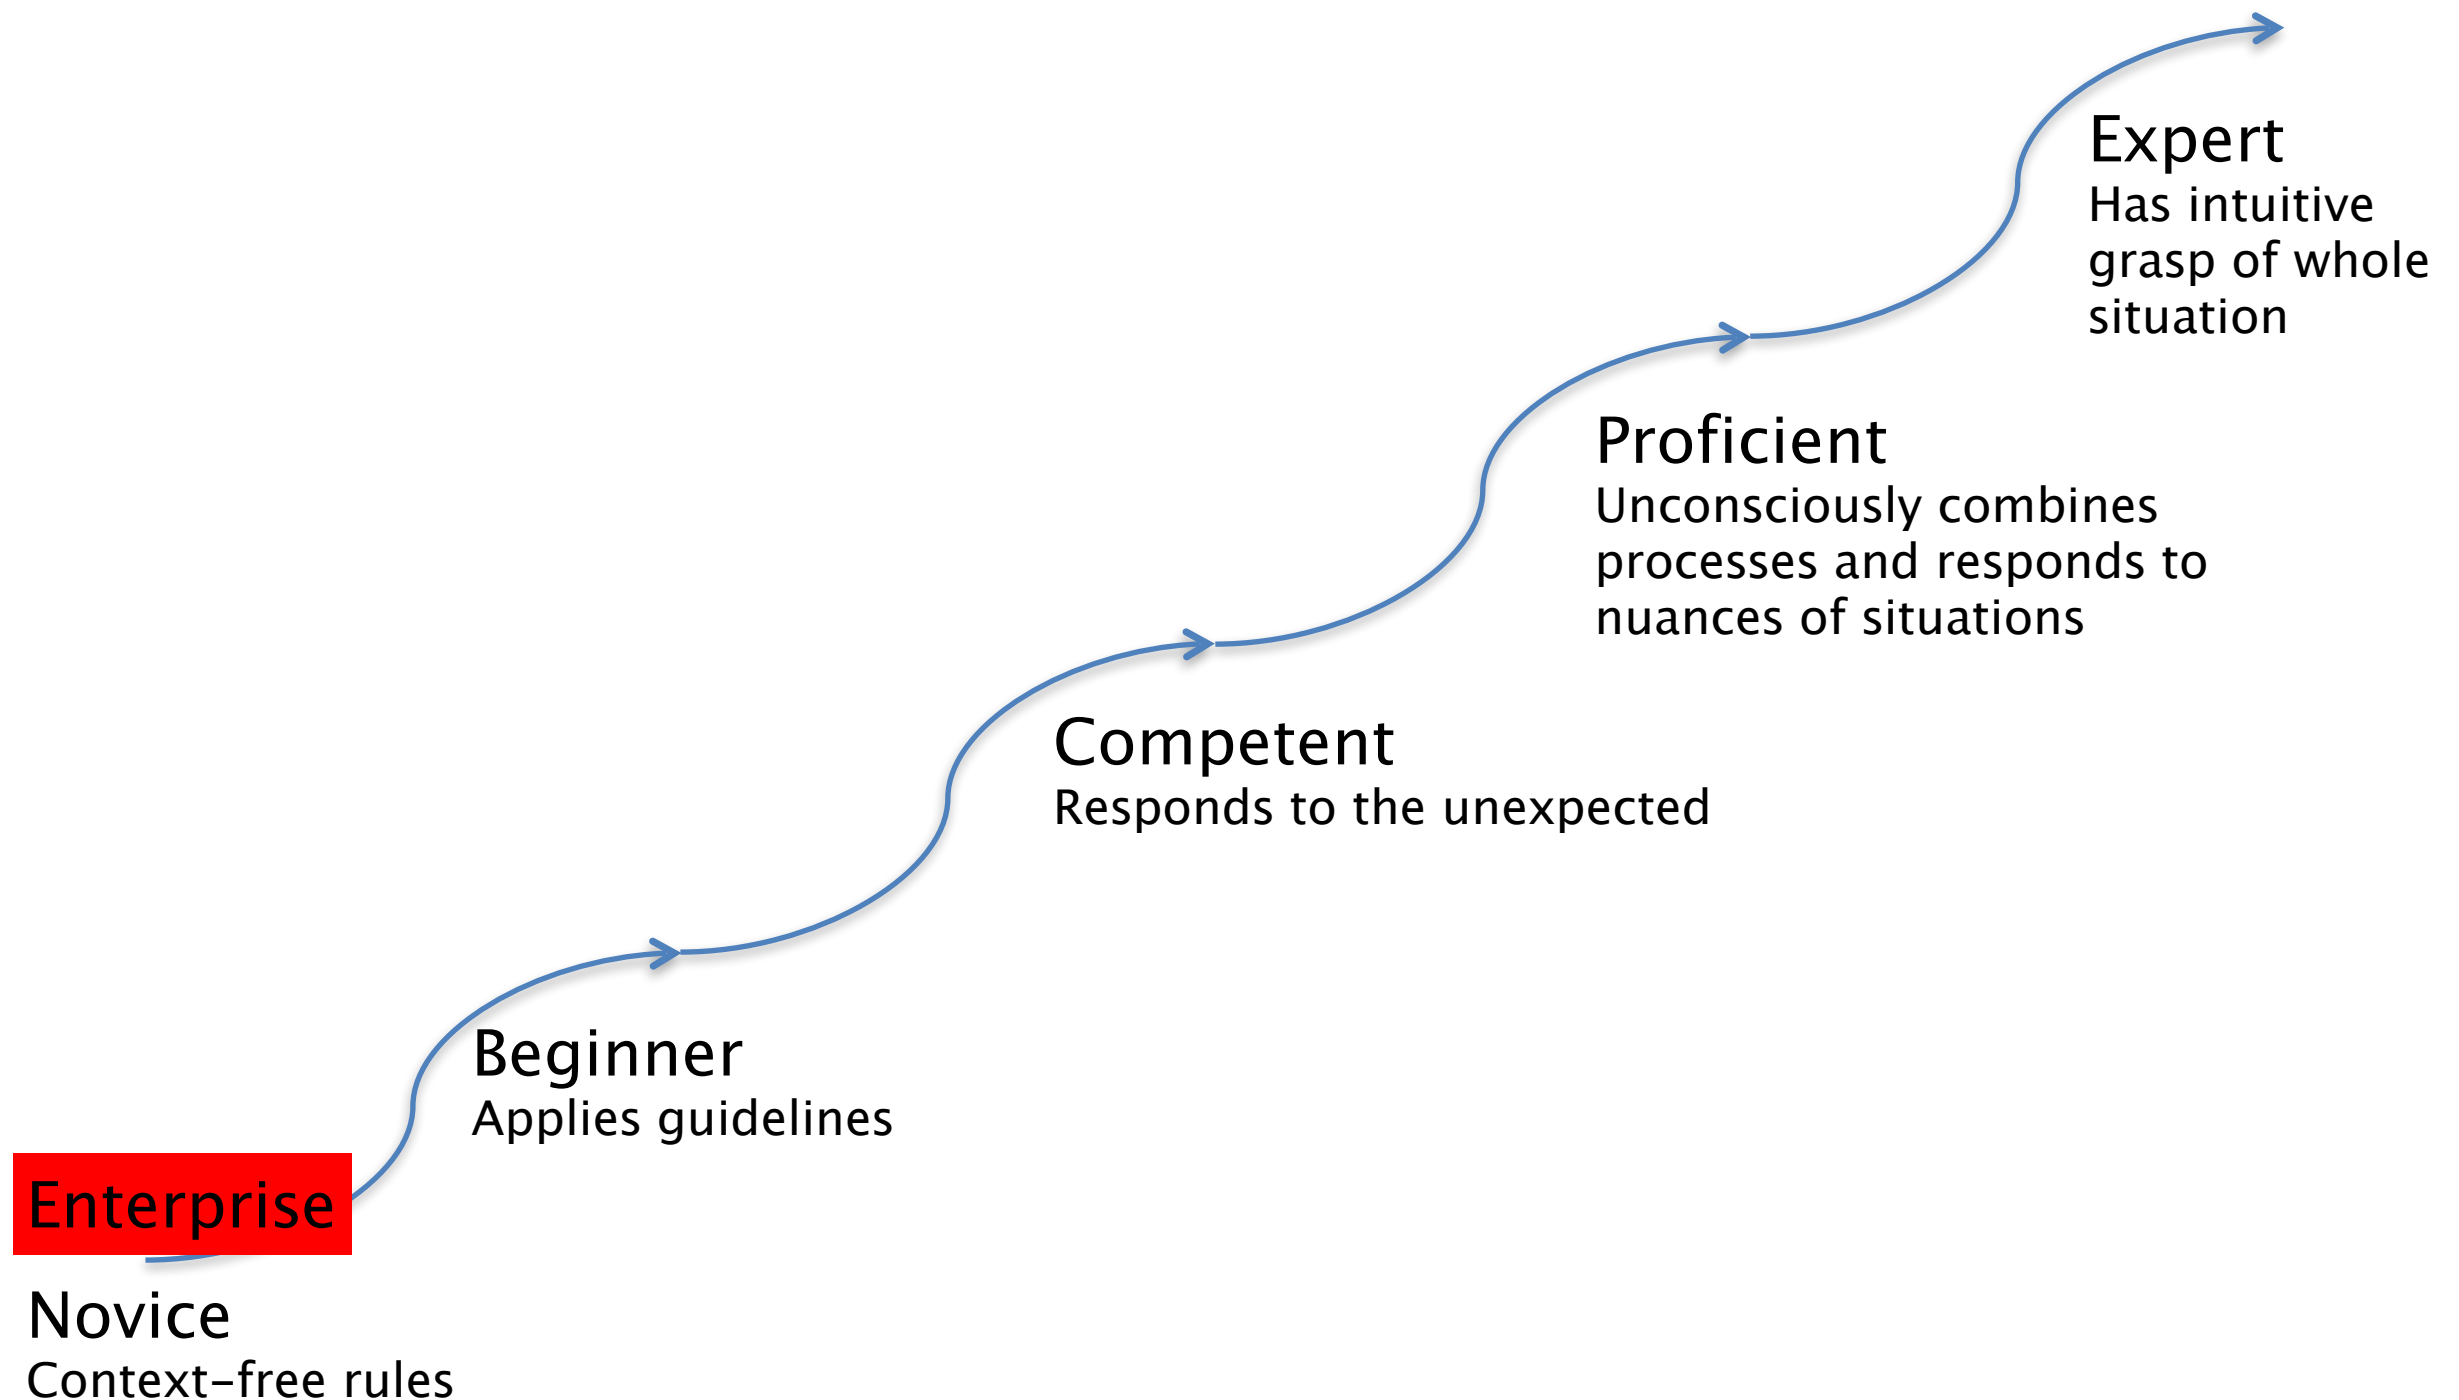 Expert
Has intuitive
grasp of whole
situation
Proficient
Unconsciously combines
processes and responds to
nuances of situations
Competent
Responds to the unexpected
Beginner
Applies guidelines
Enterprise
Novice
Context-free rules